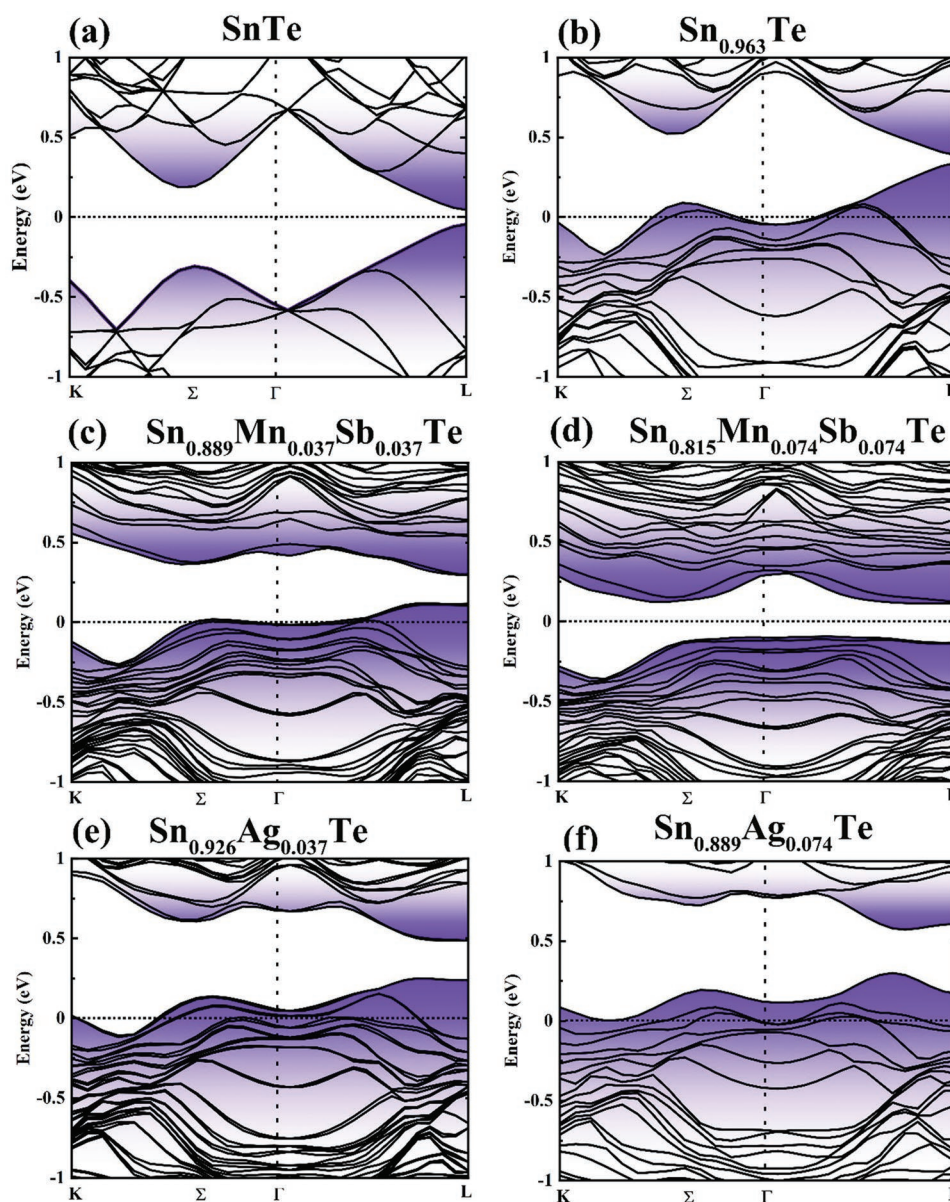 (a) SnTe
(b) Sn0.963Te
1
0.5
0
-0.5
-1
Energy (eV)
K Σ Γ L
1
0.5
0
-0.5
-1
Energy (eV)
K Σ Γ
(c) Sn0.889Mn0.037Sb0.037Te
(d) Sn0.815Mn0.074Sb0.074Te
1
0.5
0
-0.5
-1
Energy (eV)
K Σ Γ L
1
0.5
0
-0.5
-1
Energy (eV)
K Σ Γ
(e) Sn0.926Ag0.037Te
(f) Sn0.889Ag0.074Te
1
0.5
0
-0.5
-1
Energy (eV)
K Σ Γ L
1
0.5
0
-0.5
-1
Energy (eV)
K Σ Γ